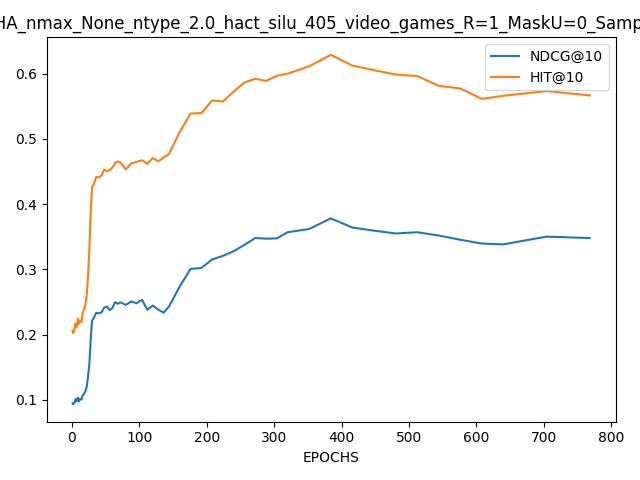 HA_nmax_None_ntype_2.0_hact_silu_405_video_games_R=1_MaskU=0_Samp
NDCG@10
HIT@10
0.6
0.5
0.4
0.3
0.2
0.1
0 100 200 300 400 500 600 700 800
EPOCHS